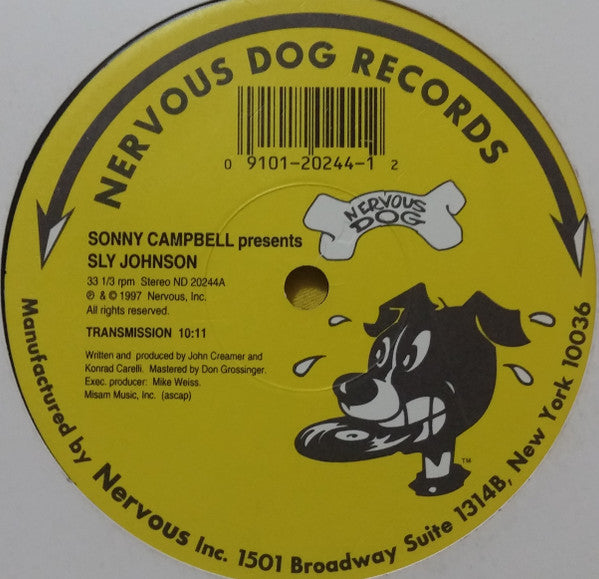 NERVOUS DOG RECORDS
0 9101-20244-1 2
NERVOUS
DOG
SONNY CAMPBELL presents
SLY JOHNSON
33 1/3 rpm Stereo ND 20244A
℗ & © 1997 Nervous, Inc.
All rights reserved.
TRANSMISSION 10:11
Written and produced by John Creamer and
Konrad Carelli. Mastered by Don Grossinger.
Exec. producer: Mike Weiss.
Misam Music, Inc. (ascap)
TM
Manufactured by Nervous Inc. 1501 Broadway Suite 1314B, New York 10036